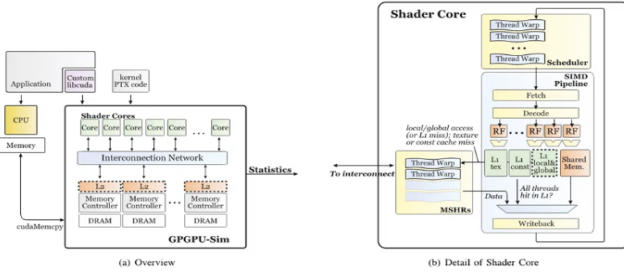 Application
Custom
libcuda
kernel
PTX code
CPU
Memory
cudaMemcpy
Shader Cores
Core Core Core Core Core ... Core
Interconnection Network
L2 L2 L2
Memory
Controller
Memory
Controller
...
Memory
Controller
DRAM DRAM DRAM
GPGPU-Sim
Statistics
(a) Overview
Shader Core
Thread Warp
Thread Warp
...
Thread Warp
Scheduler
SIMD
Pipeline
Fetch
Decode
RF ... RF RF RF
local/global access
(or L1 miss); texture
or const cache miss
L1
tex
L1
const
L1
local&
global
Shared
Mem.
To interconnect
Thread Warp
Thread Warp
MSHRs
Data
All threads
hit in L1?
Writeback
(b) Detail of Shader Core